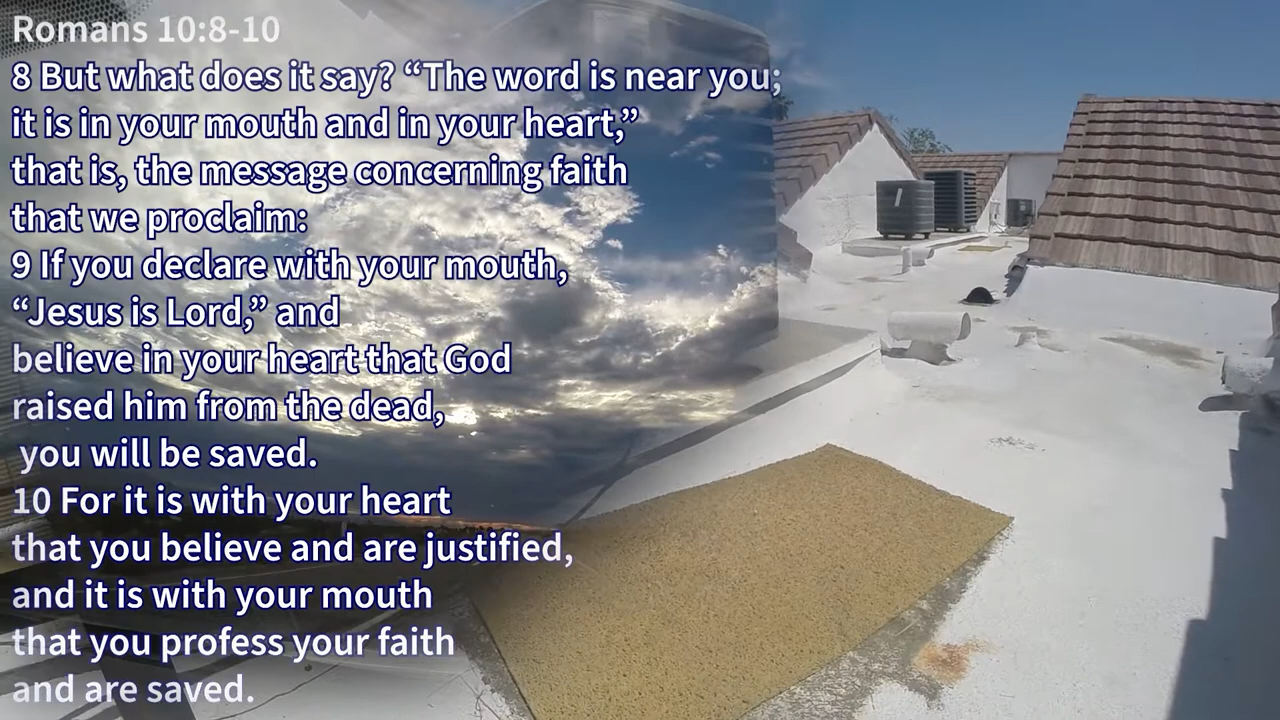 Romans 10:8-10
8 But what does it say? “The word is near you;
it is in your mouth and in your heart,”
that is, the message concerning faith
that we proclaim:
9 If you declare with your mouth,
“Jesus is Lord,” and
believe in your heart that God
raised him from the dead,
you will be saved.
10 For it is with your heart
that you believe and are justified,
and it is with your mouth
that you profess your faith
and are saved.